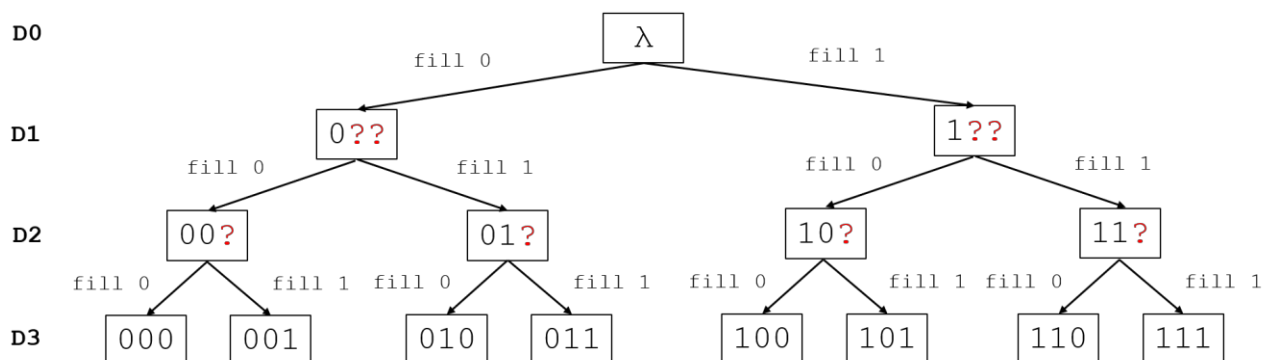 D0 λ
fill 0 fill 1
D1 0?? 1??
fill 0 fill 1 fill 0 fill 1
D2 00? 01? 10? 11?
fill 0 fill 1 fill 0 fill 1 fill 0 fill 1 fill 0 fill 1
D3 000 001 010 011 100 101 110 111